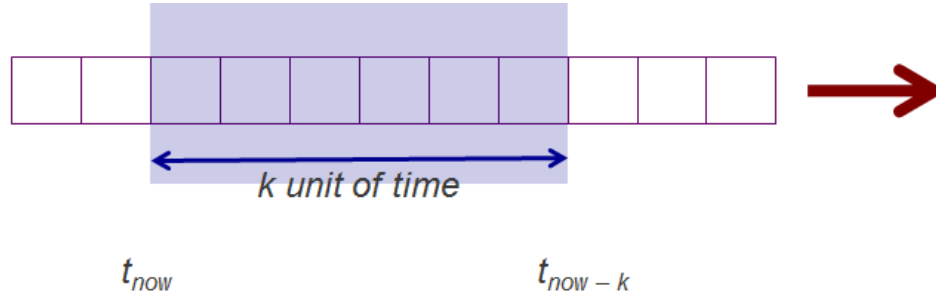 k unit of time
t_now t_now – k